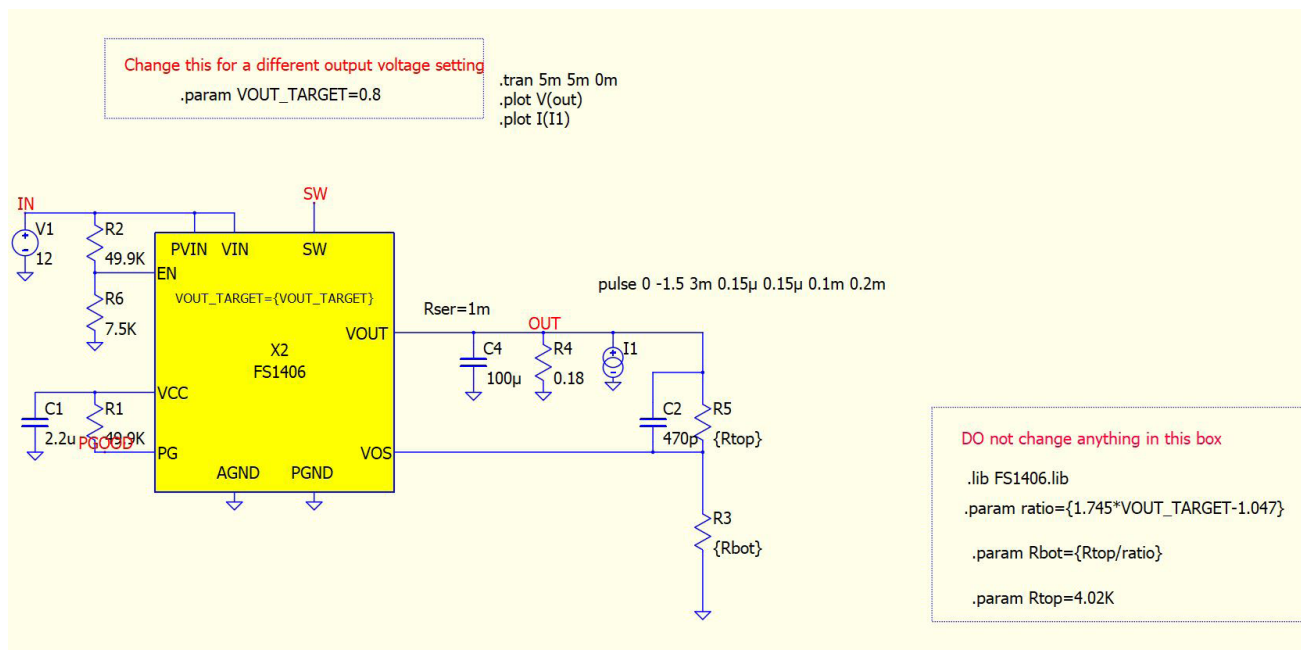 Change this for a different output voltage setting
.param VOUT_TARGET=0.8
.tran 5m 5m 0m
.plot V(out)
.plot I(I1)
IN
V1
12
R2
49.9K
R6
7.5K
SW
PVIN VIN SW
EN
VOUT_TARGET={VOUT_TARGET}
X2
FS1406
VOUT
VCC
PG
AGND PGND
VOS
C1
2.2u
R1
49.9K
PGOOD
pulse 0 -1.5 3m 0.15µ 0.15µ 0.1m 0.2m
Rser=1m
OUT
C4
100µ
R4
0.18
I1
C2
470p
R5
{Rtop}
R3
{Rbot}
DO not change anything in this box
.lib FS1406.lib
.param ratio={1.745*VOUT_TARGET-1.047}
.param Rbot={Rtop/ratio}
.param Rtop=4.02K